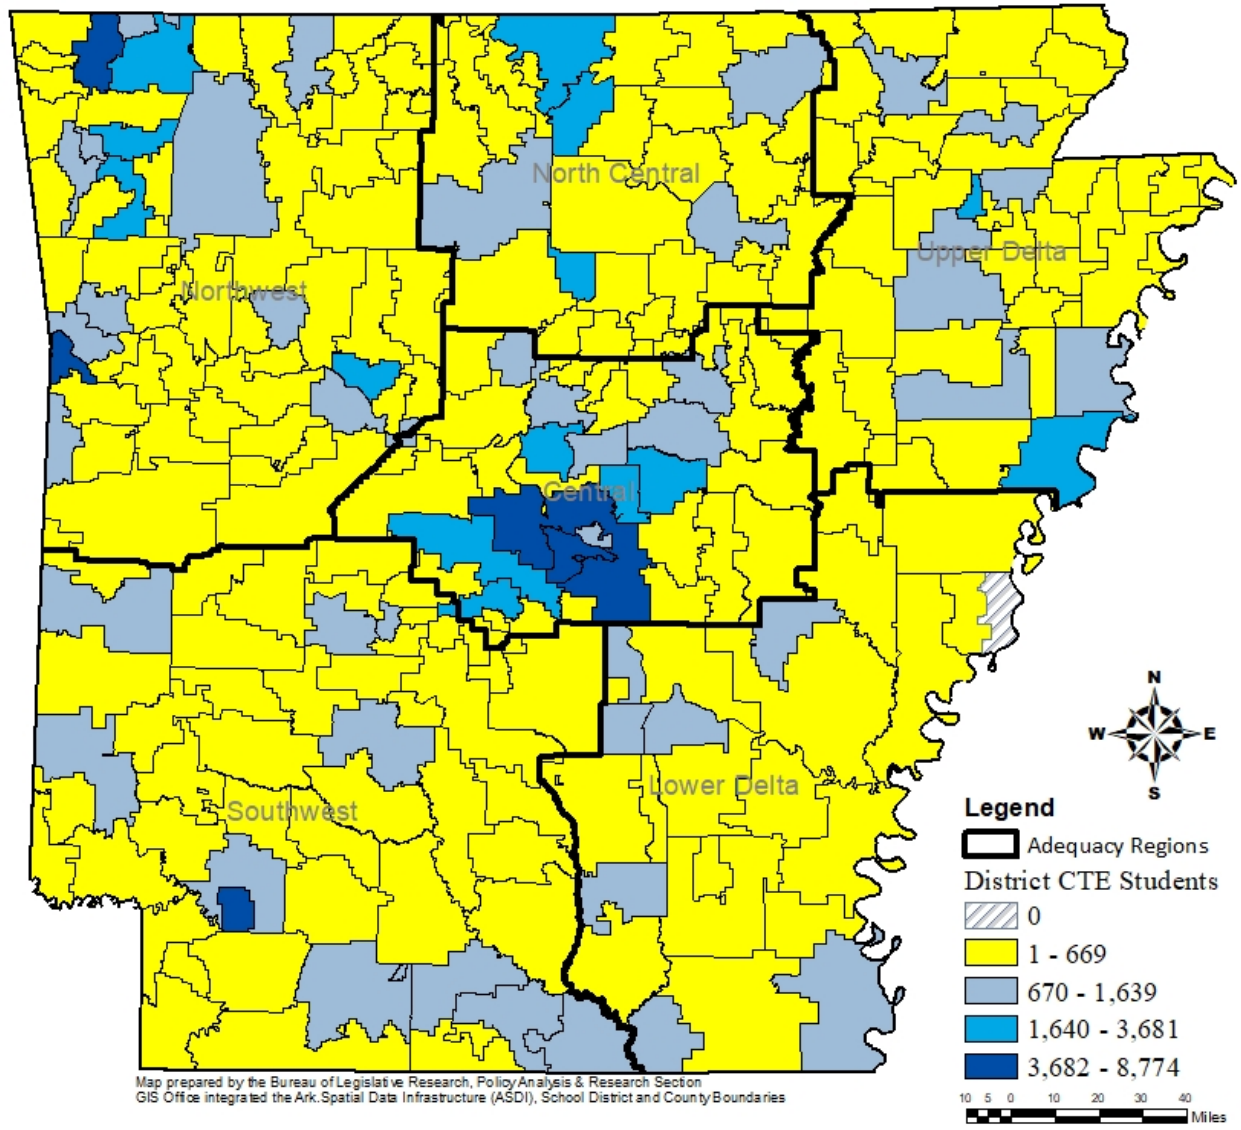 North Central
Upper Delta
Northwest
Central
N
W E
S
Lower Delta
Southwest
Legend
Adequacy Regions
District CTE Students
0
1 - 669
670 - 1,639
1,640 - 3,681
3,682 - 8,774
Map prepared by the Bureau of Legislative Research, Policy Analysis & Research Section
GIS Office integrated the Ark.Spatial Data Infrastructure (ASDI), School District and County Boundaries
10 5 0 10 20 30 40
Miles